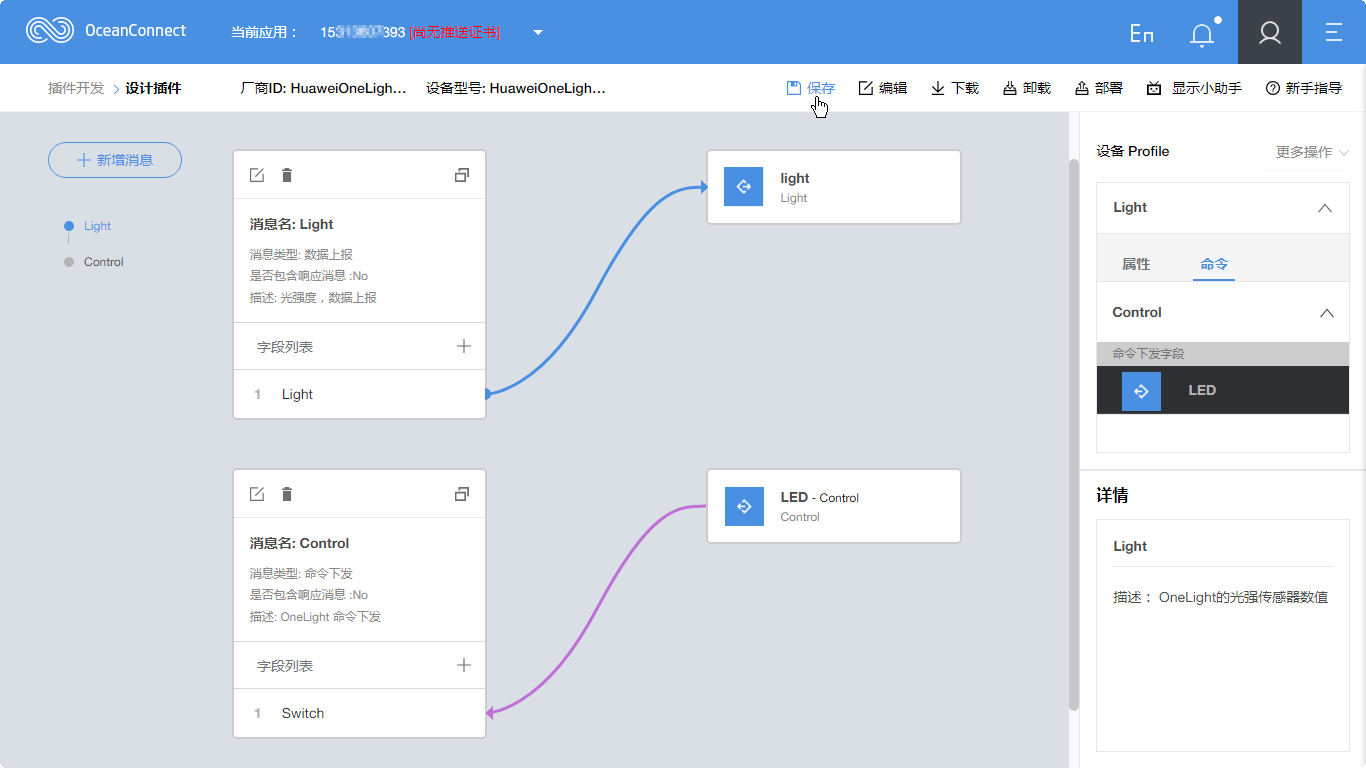 OceanConnect
当前应用：
[尚无推送证书]
En
插件开发 > 设计插件
厂商ID: HuaweiOneLigh...
设备型号: HuaweiOneLigh...
保存
编辑
下载
卸载
部署
显示小助手
新手指导
+ 新增消息
Light
Control
消息名: Light
消息类型: 数据上报
是否包含响应消息 :No
描述: 光强度，数据上报
字段列表
1 Light
light
Light
消息名: Control
消息类型: 命令下发
是否包含响应消息 :No
描述: OneLight 命令下发
字段列表
1 Switch
LED - Control
Control
设备 Profile
更多操作
Light
属性
命令
Control
命令下发字段
LED
详情
Light
描述： OneLight的光强传感器数值